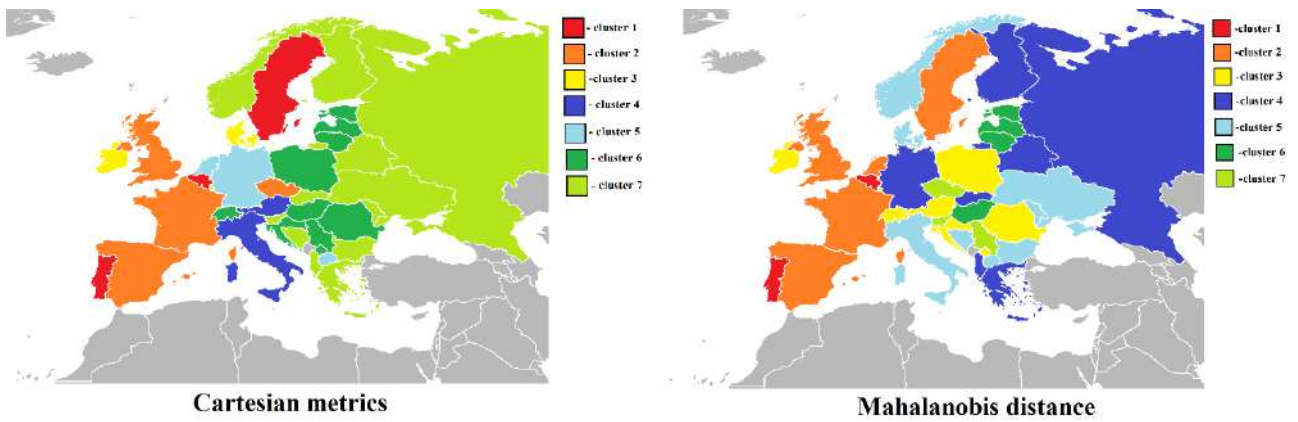 - cluster 1
- cluster 2
-cluster 3
- cluster 4
- cluster 5
- cluster 6
- cluster 7
Cartesian metrics
-cluster 1
-cluster 2
-cluster 3
-cluster 4
-cluster 5
-cluster 6
-cluster 7
Mahalanobis distance